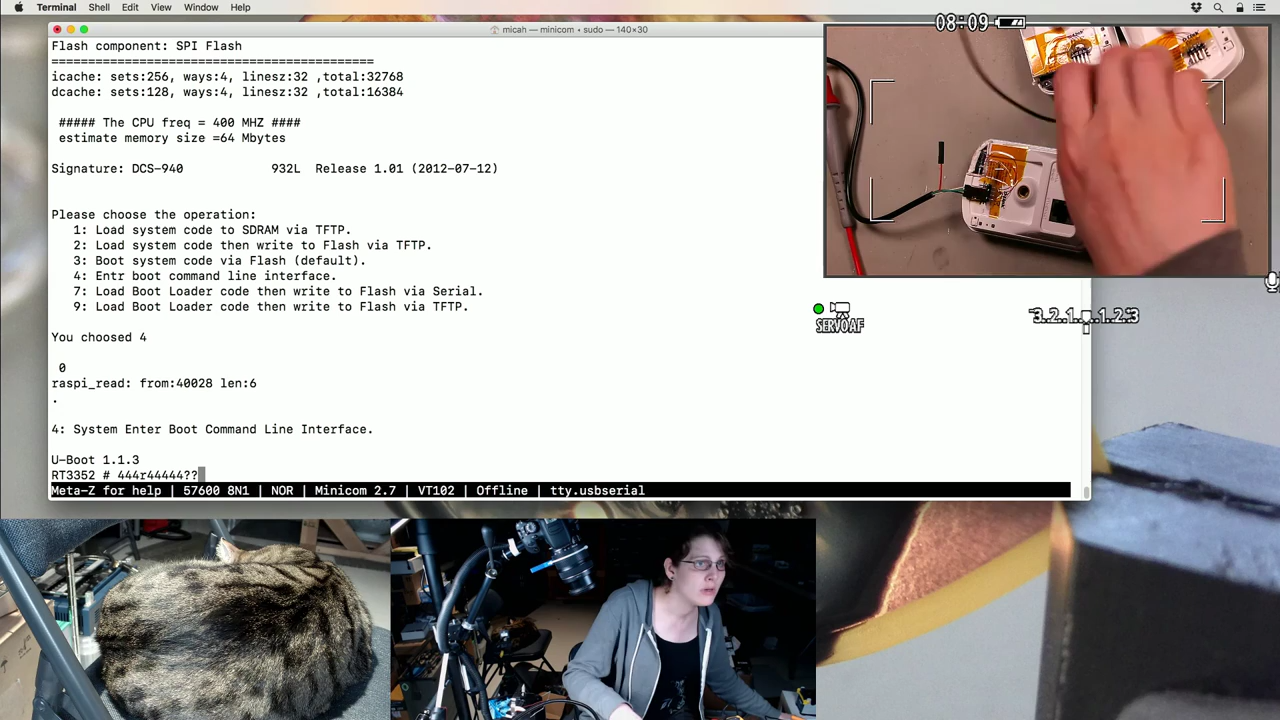 Terminal Shell Edit View Window Help
micah — minicom • sudo — 140×30
Flash component: SPI Flash
============================================
icache: sets:256, ways:4, linesz:32 ,total:32768
dcache: sets:128, ways:4, linesz:32 ,total:16384
##### The CPU freq = 400 MHZ ####
estimate memory size =64 Mbytes
Signature: DCS-940 932L Release 1.01 (2012-07-12)
Please choose the operation:
1: Load system code to SDRAM via TFTP.
2: Load system code then write to Flash via TFTP.
3: Boot system code via Flash (default).
4: Entr boot command line interface.
7: Load Boot Loader code then write to Flash via Serial.
9: Load Boot Loader code then write to Flash via TFTP.
You choosed 4
0
raspi_read: from:40028 len:6
.
4: System Enter Boot Command Line Interface.
U-Boot 1.1.3
RT3352 # 444r44444??
Meta-Z for help | 57600 8N1 | NOR | Minicom 2.7 | VT102 | Offline | tty.usbserial
08:09
SERVOAF
-3.2.1.0.1.2.3